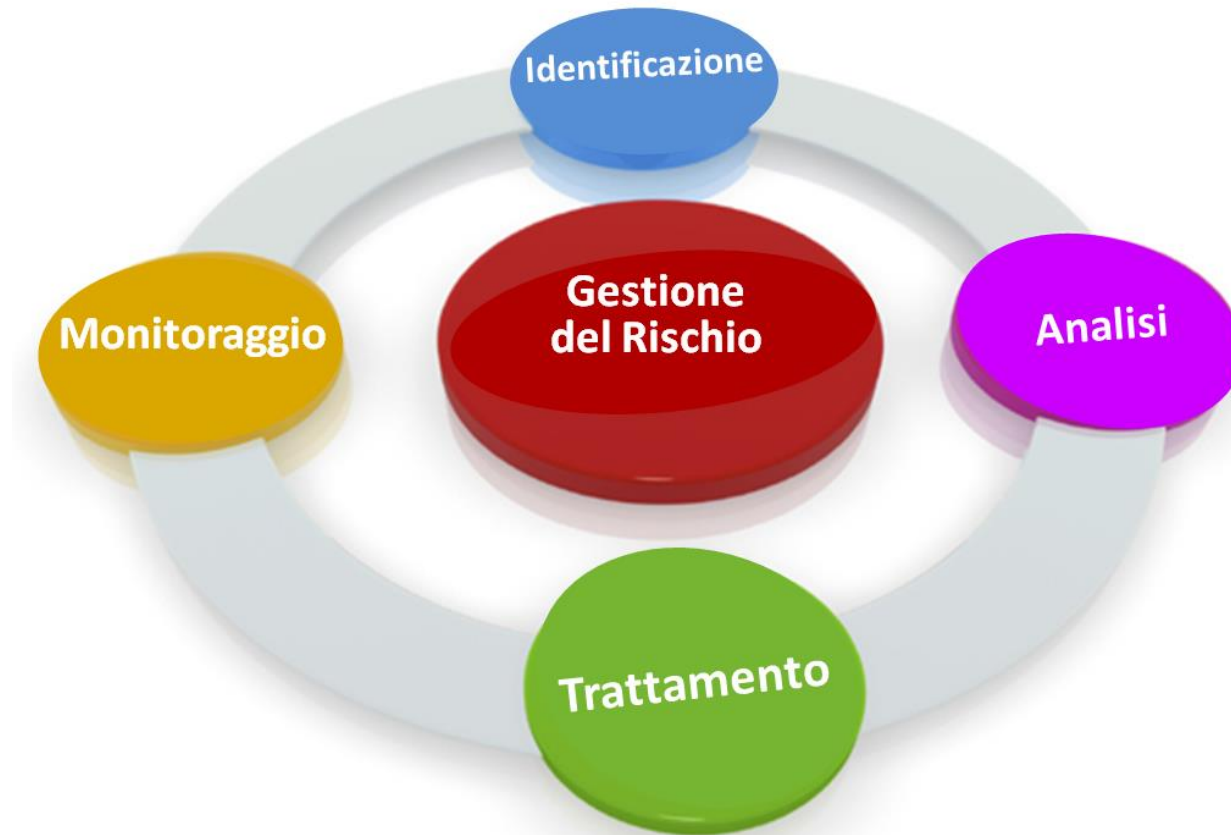 Identificazione
Gestione
del Rischio
Monitoraggio
Analisi
Trattamento